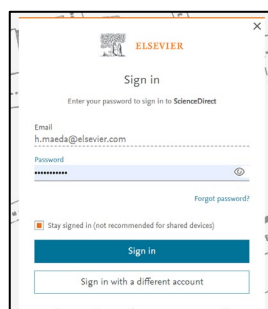 ELSEVIER
Sign in
Enter your password to sign in to ScienceDirect
Email
h.maeda@elsevier.com
Password
•••••••••••
Forgot password?
Stay signed in (not recommended for shared devices)
Sign in
Sign in with a different account